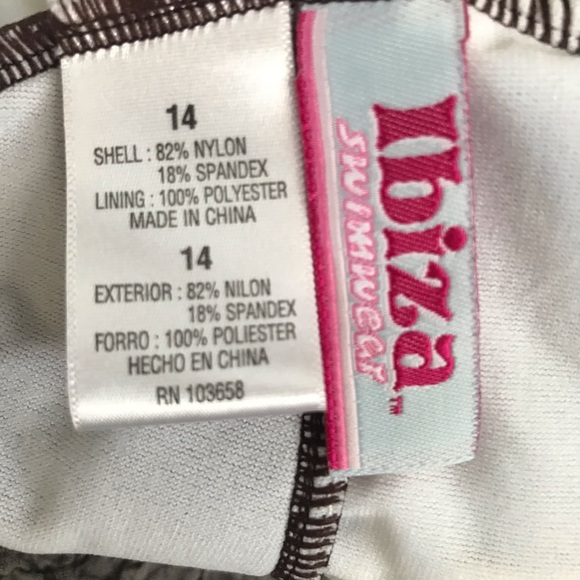 14
SHELL : 82% NYLON
18% SPANDEX
LINING : 100% POLYESTER
MADE IN CHINA
14
EXTERIOR : 82% NILON
18% SPANDEX
FORRO : 100% POLIESTER
HECHO EN CHINA
RN 103658
Ibiza™
SWIMWEAR